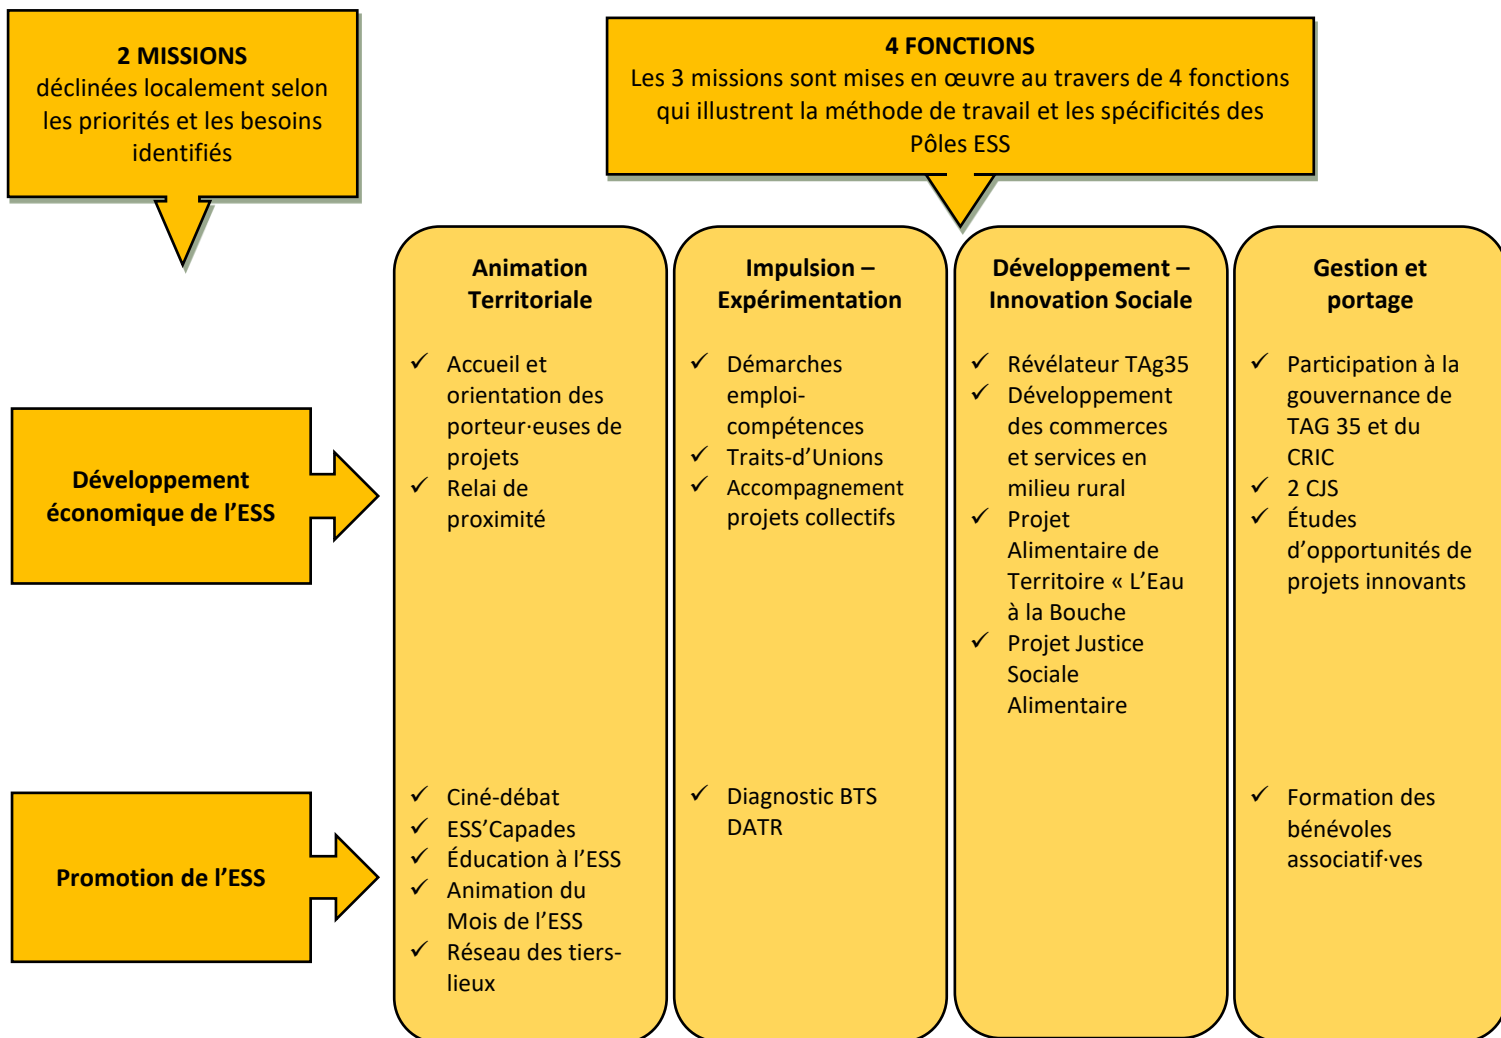 2 MISSIONS
déclinées localement selon
les priorités et les besoins
identifiés
4 FONCTIONS
Les 3 missions sont mises en œuvre au travers de 4 fonctions
qui illustrent la méthode de travail et les spécificités des
Pôles ESS
Animation
Territoriale
Impulsion –
Expérimentation
Développement –
Innovation Sociale
Gestion et
portage
Développement
économique de l’ESS
✓ Accueil et
orientation des
porteur·euses de
projets
✓ Relai de
proximité
✓ Démarches
emploi-
compétences
✓ Traits-d’Unions
✓ Accompagnement
projets collectifs
✓ Révélateur TAg35
✓ Développement
des commerces
et services en
milieu rural
✓ Projet
Alimentaire de
Territoire « L’Eau
à la Bouche
✓ Projet Justice
Sociale
Alimentaire
✓ Participation à la
gouvernance de
TAG 35 et du
CRIC
✓ 2 CJS
✓ Études
d’opportunités de
projets innovants
Promotion de l’ESS
✓ Ciné-débat
✓ ESS’Capades
✓ Éducation à l’ESS
✓ Animation du
Mois de l’ESS
✓ Réseau des tiers-
lieux
✓ Diagnostic BTS
DATR
✓ Formation des
bénévoles
associatif·ves